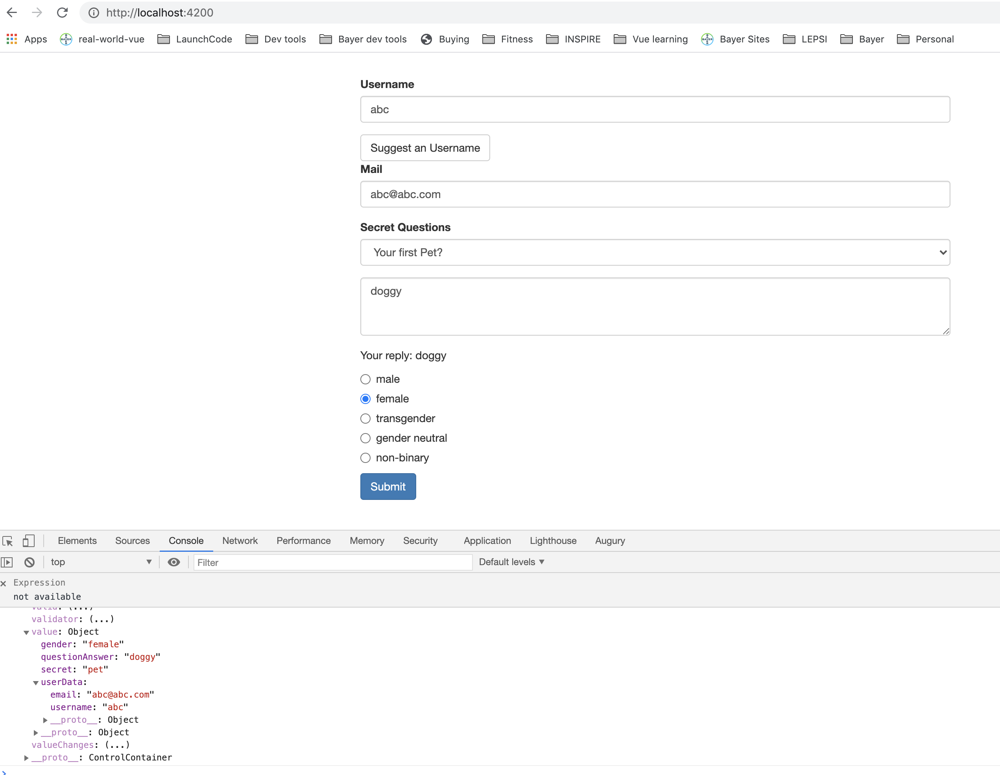 http://localhost:4200
Apps real-world-vue LaunchCode Dev tools Bayer dev tools Buying Fitness INSPIRE Vue learning Bayer Sites LEPSI Bayer Personal
Username
abc
Suggest an Username
Mail
abc@abc.com
Secret Questions
Your first Pet?
doggy
Your reply: doggy
male
female
transgender
gender neutral
non-binary
Submit
Elements Sources Console Network Performance Memory Security Application Lighthouse Augury
top Filter Default levels
Expression
not available
valid: (...)
validator: (...)
value: Object
gender: "female"
questionAnswer: "doggy"
secret: "pet"
userData:
email: "abc@abc.com"
username: "abc"
__proto__: Object
__proto__: Object
valueChanges: (...)
__proto__: ControlContainer